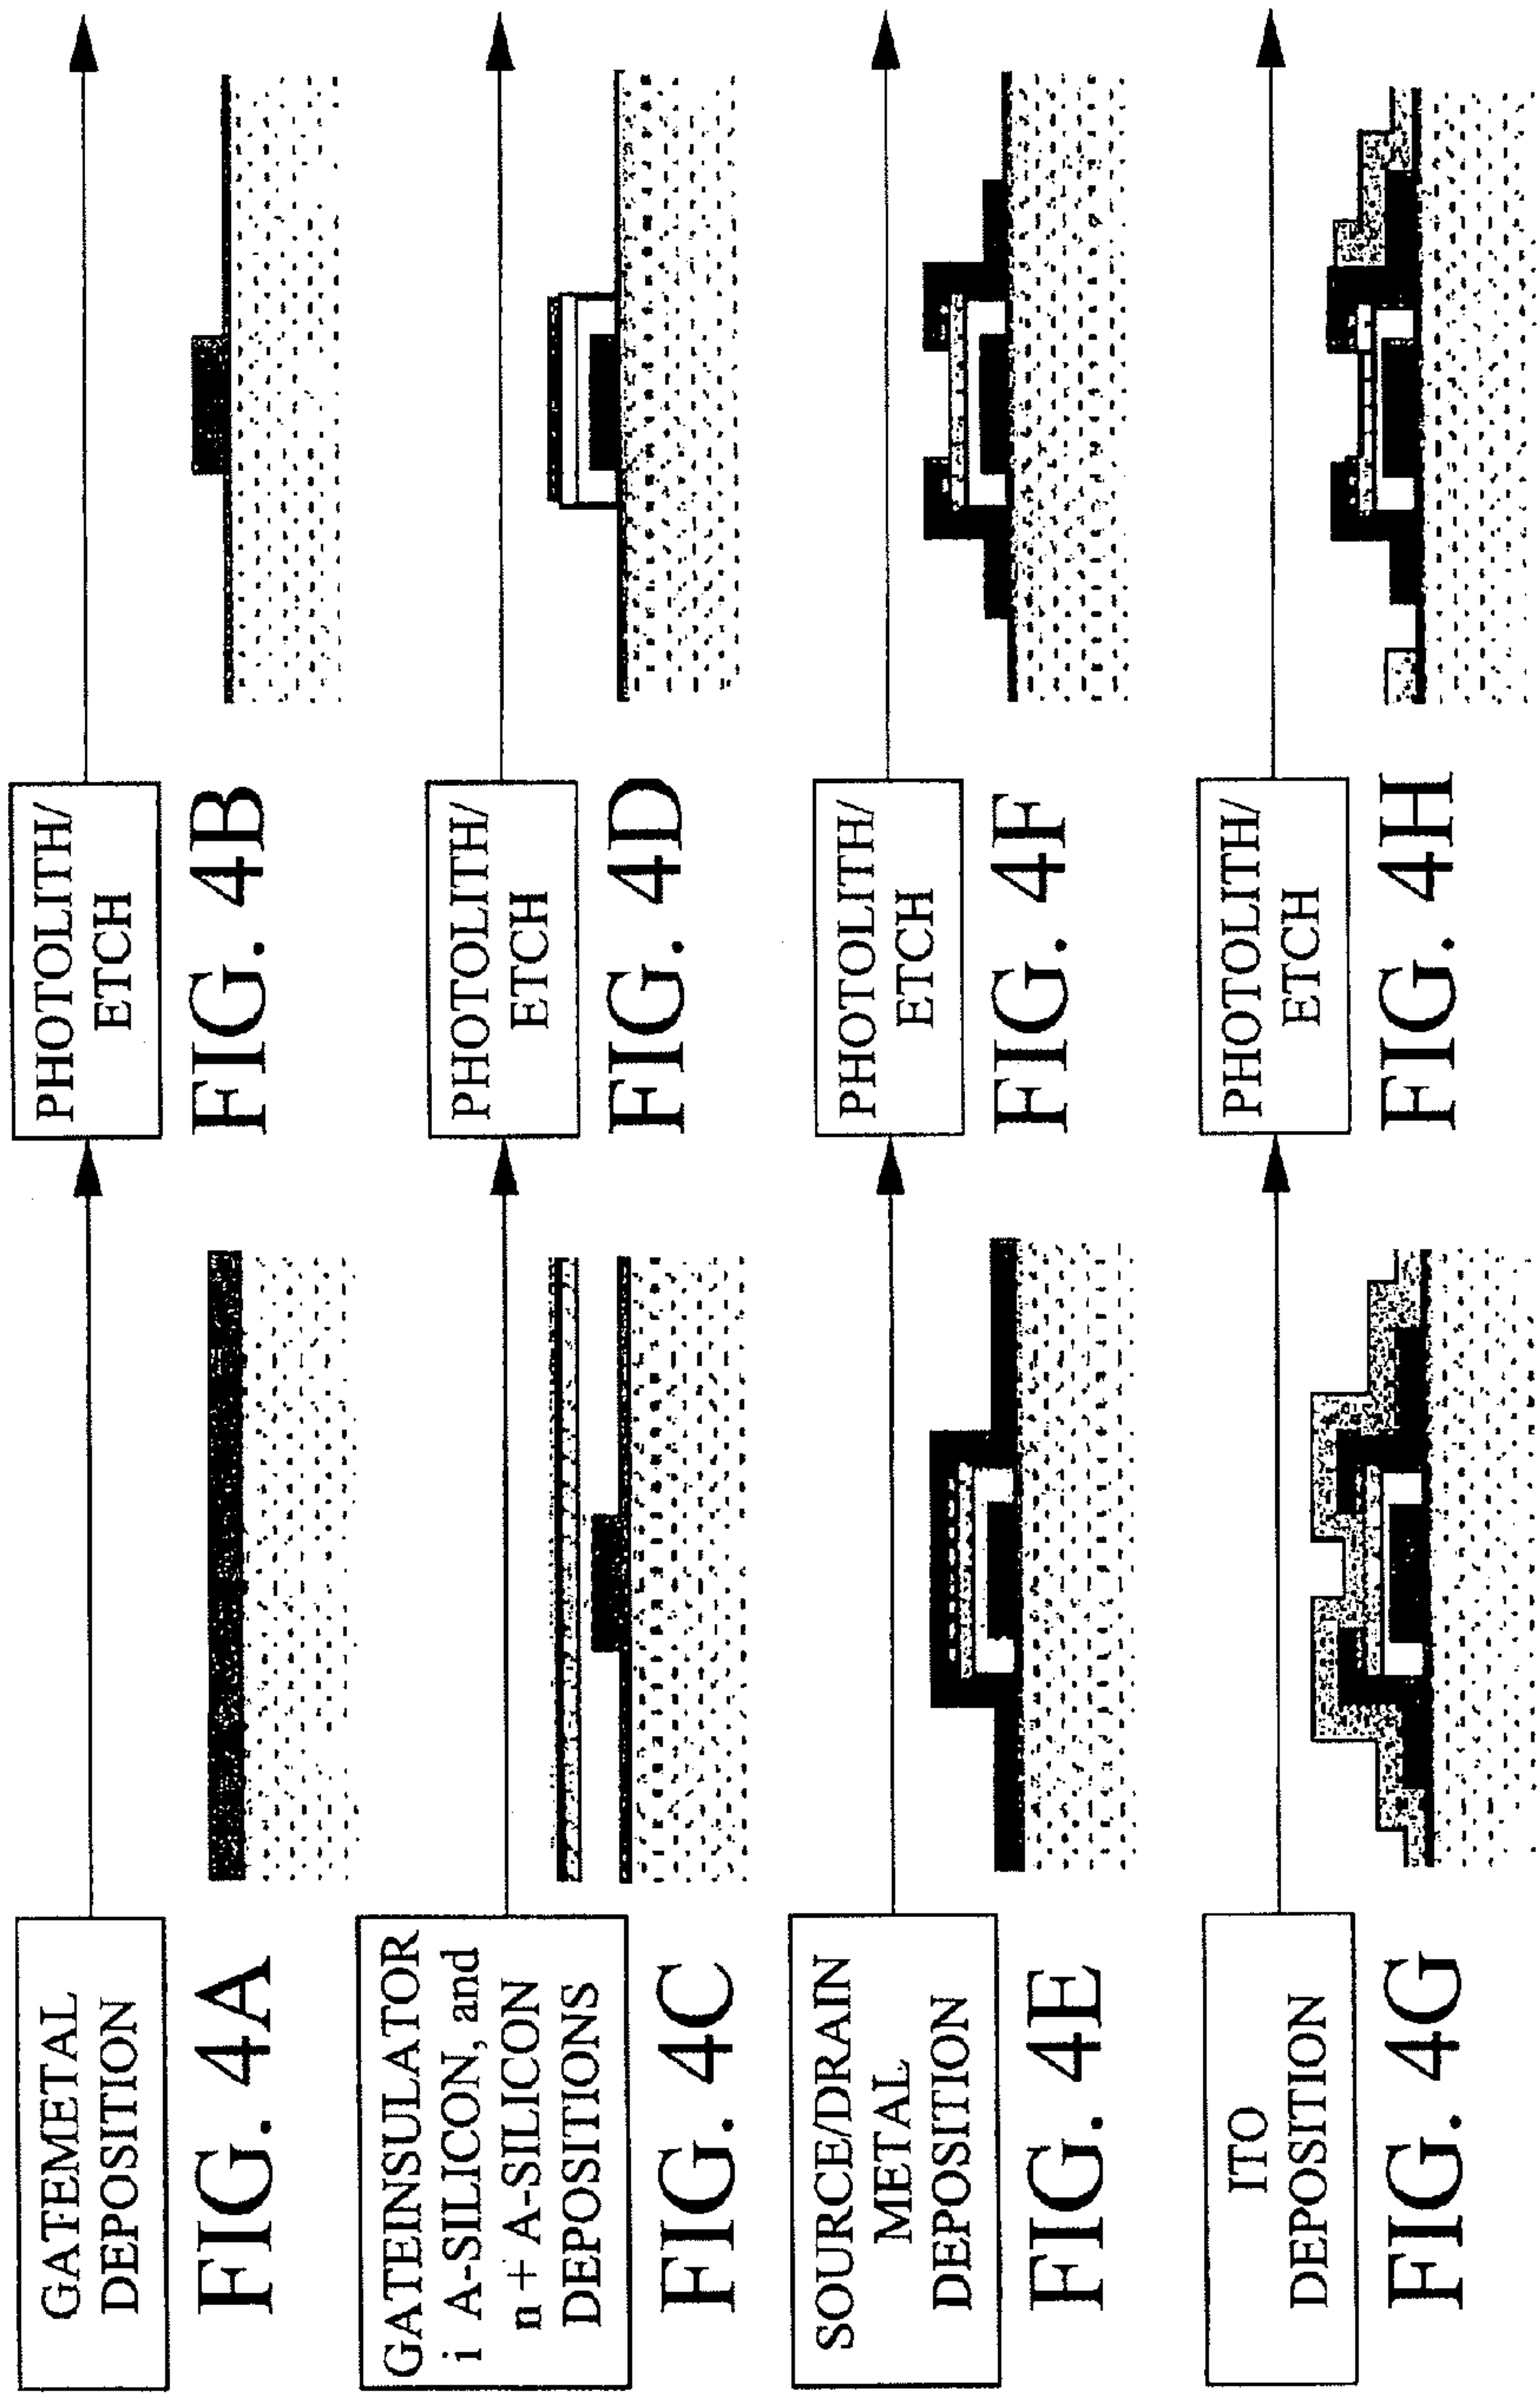 GATEMETAL
DEPOSITION
FIG. 4A
PHOTOLITH/
ETCH
FIG. 4B
GATEINSULATOR
i A-SILICON, and
n + A-SILICON
DEPOSITIONS
FIG. 4C
PHOTOLITH/
ETCH
FIG. 4D
SOURCE/DRAIN
METAL
DEPOSITION
FIG. 4E
PHOTOLITH/
ETCH
FIG. 4F
ITO
DEPOSITION
FIG. 4G
PHOTOLITH/
ETCH
FIG. 4H